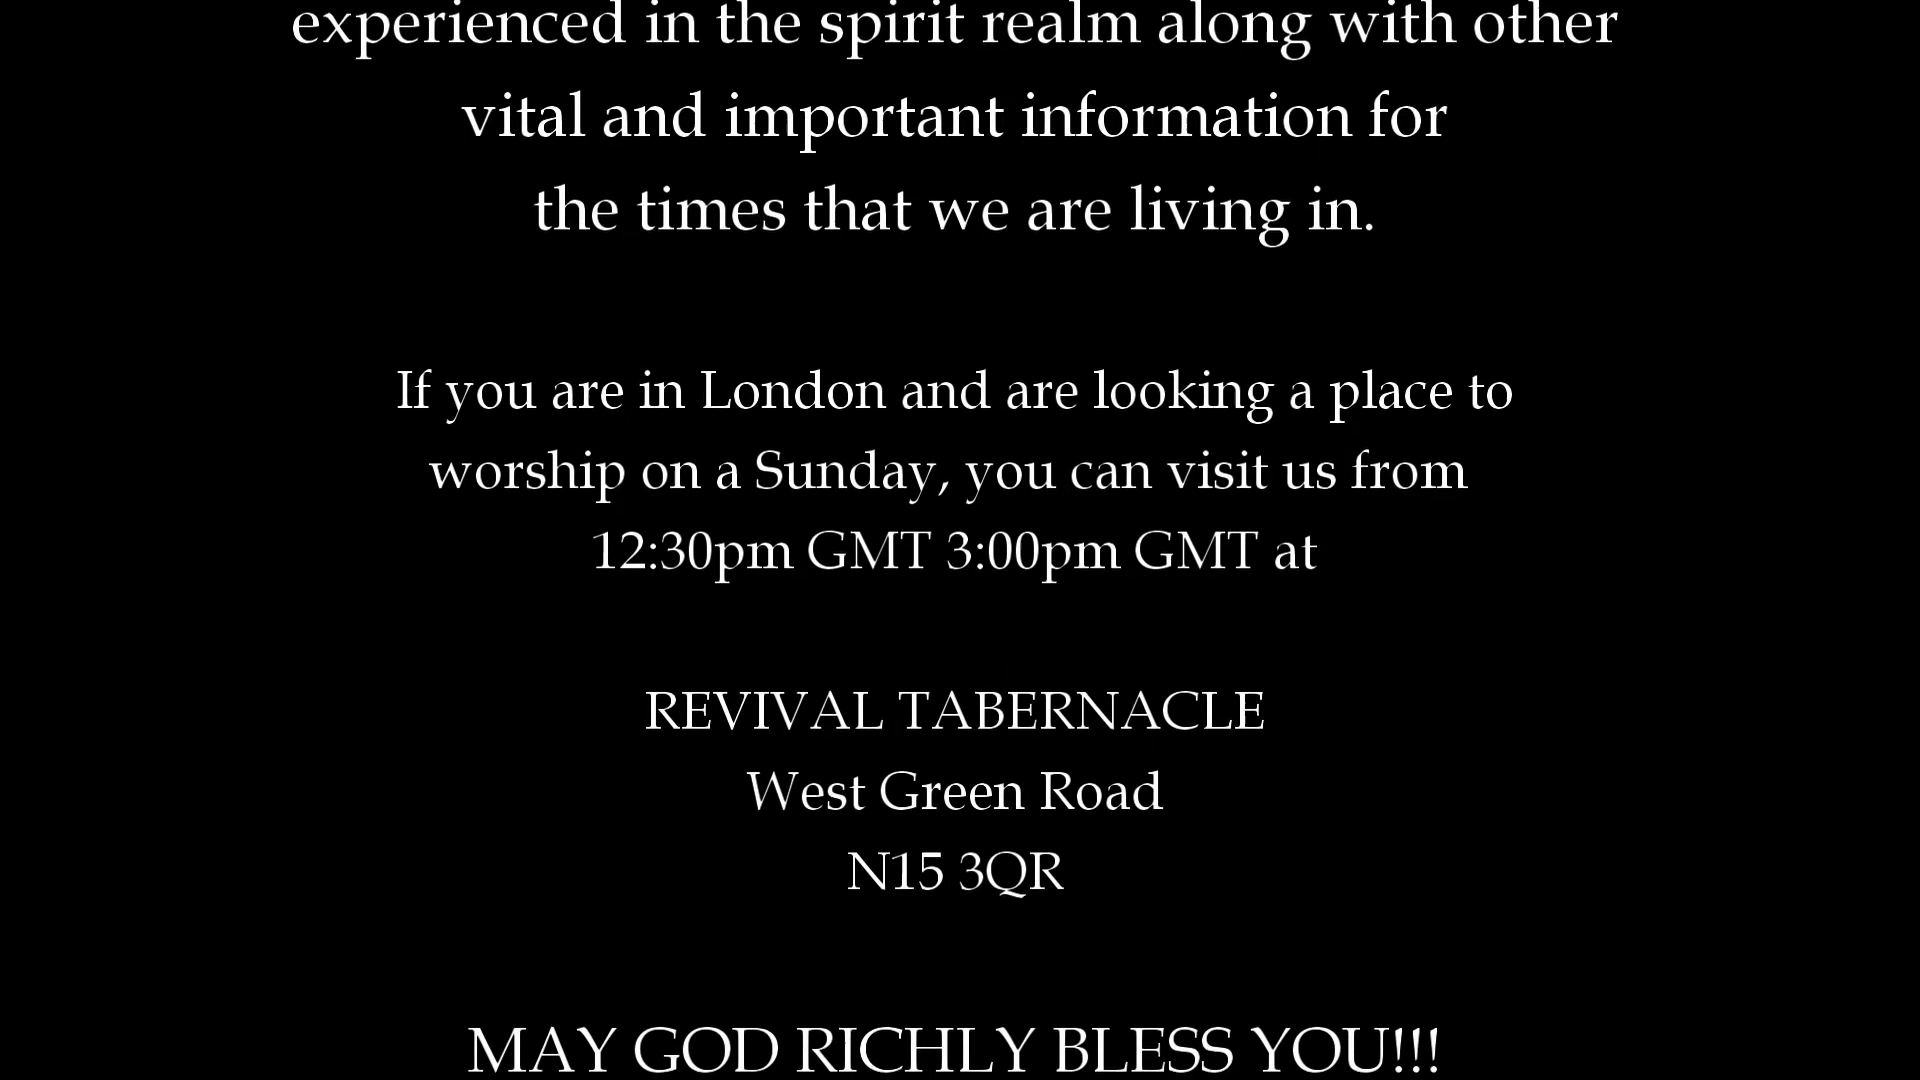 experienced in the spirit realm along with other
vital and important information for
the times that we are living in.
If you are in London and are looking a place to
worship on a Sunday, you can visit us from
12:30pm GMT 3:00pm GMT at
REVIVAL TABERNACLE
West Green Road
N15 3QR
MAY GOD RICHLY BLESS YOU!!!